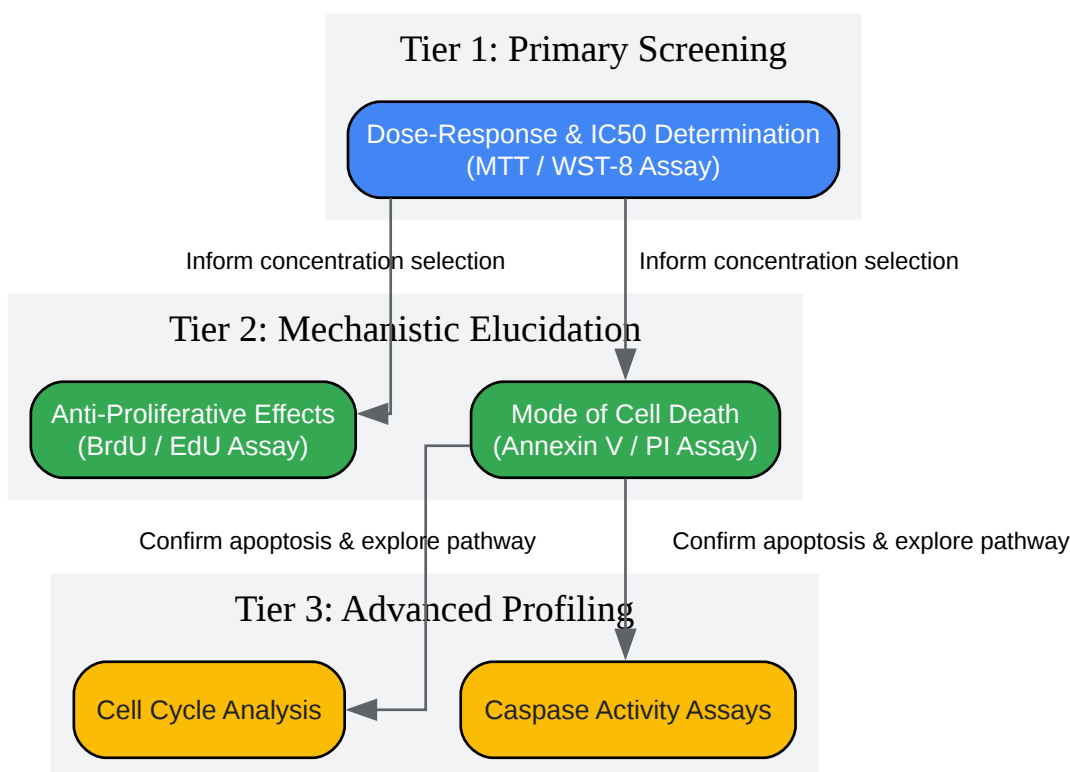 Tier 1: Primary Screening
Dose-Response & IC50 Determination
(MTT / WST-8 Assay)
Inform concentration selection
Inform concentration selection
Tier 2: Mechanistic Elucidation
Anti-Proliferative Effects
(BrdU / EdU Assay)
Mode of Cell Death
(Annexin V / PI Assay)
Confirm apoptosis & explore pathway
Confirm apoptosis & explore pathway
Tier 3: Advanced Profiling
Cell Cycle Analysis
Caspase Activity Assays